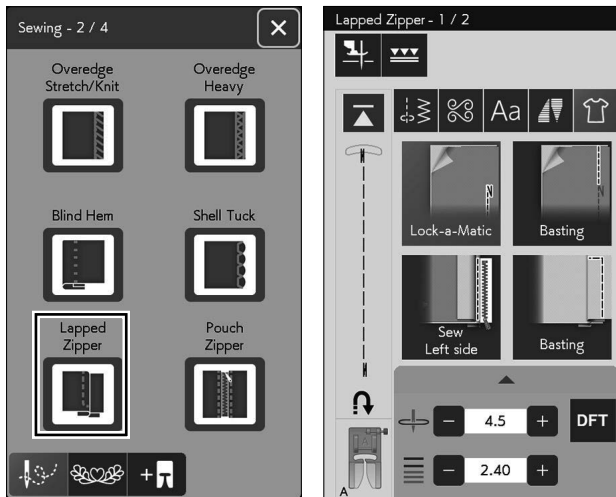 Sewing - 2 / 4
Overedge
Stretch/Knit
Overedge
Heavy
Blind Hem
Shell Tuck
Lapped
Zipper
Pouch
Zipper
Lapped Zipper - 1 / 2
Aa
Lock-a-Matic
Basting
Sew
Left side
Basting
4.5
DFT
2.40
A